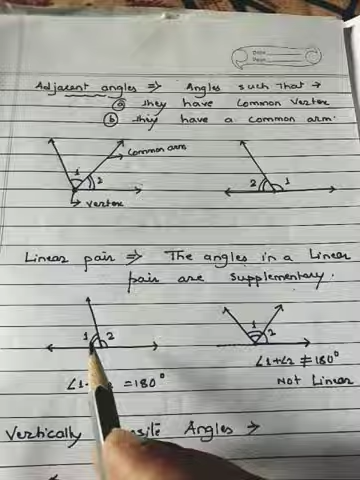 Adjacent angles => Angles such that →
(a) They have Common Vertex
(b) They have a common arm.
Common arm
1
2
Vertex
2
1
Linear pair => The angles in a Linear
pair are supplementary.
1
2
1
2
∠1+∠2 ≠ 180°
= 180°
Not Linear
Vertically Angles →